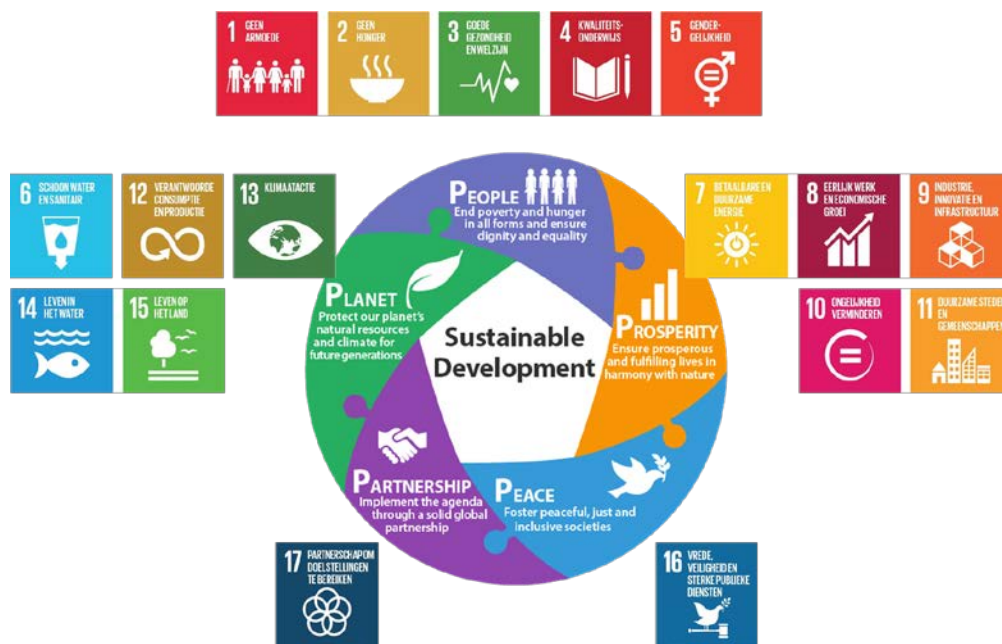 1 GEEN
ARMOEDE
2 GEEN
HONGER
3 GOEDE
GEZONDHEID
EN WELZIJN
4 KWALITEITS-
ONDERWIJS
5 GENDER-
GELIJKHEID
6 SCHOON WATER
EN SANITAIR
12 VERANTWOORDE
CONSUMPTIE
EN PRODUCTIE
13 KLIMAATACTIE
14 LEVEN IN
HET WATER
15 LEVEN OP
HET LAND
7 BETAALBARE EN
DUURZAME
ENERGIE
8 EERLIJK WERK
EN ECONOMISCHE
GROEI
9 INDUSTRIE,
INNOVATIE EN
INFRASTRUCTUUR
10 ONGELIJKHEID
VERMINDEREN
11 DUURZAME STEDEN
EN
GEMEENSCHAPPEN
PEOPLE
End poverty and hunger
in all forms and ensure
dignity and equality
PLANET
Protect our planet's
natural resources
and climate for
future generations
Sustainable
Development
PROSPERITY
Ensure prosperous
and fulfilling lives in
harmony with nature
PARTNERSHIP
Implement the agenda
through a solid global
partnership
PEACE
Foster peaceful, just and
inclusive societies
17 PARTNERSCHAP OM
DOELSTELLINGEN
TE BEREIKEN
16 VREDE,
VEILIGHEID EN
STERKE PUBLIEKE
DIENSTEN